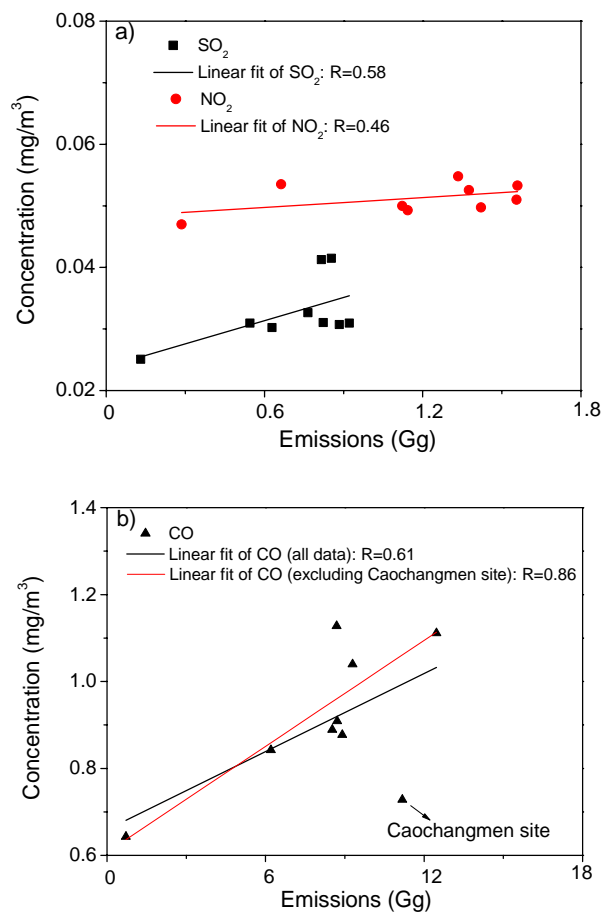 a)
SO₂
Linear fit of SO₂: R=0.58
NO₂
Linear fit of NO₂: R=0.46
0.08
0.06
0.04
0.02
Concentration (mg/m³)
0 0.6 1.2 1.8
Emissions (Gg)
b)
CO
Linear fit of CO (all data): R=0.61
Linear fit of CO (excluding Caochangmen site): R=0.86
1.4
1.2
1.0
0.8
0.6
Concentration (mg/m³)
Caochangmen site
0 6 12 18
Emissions (Gg)